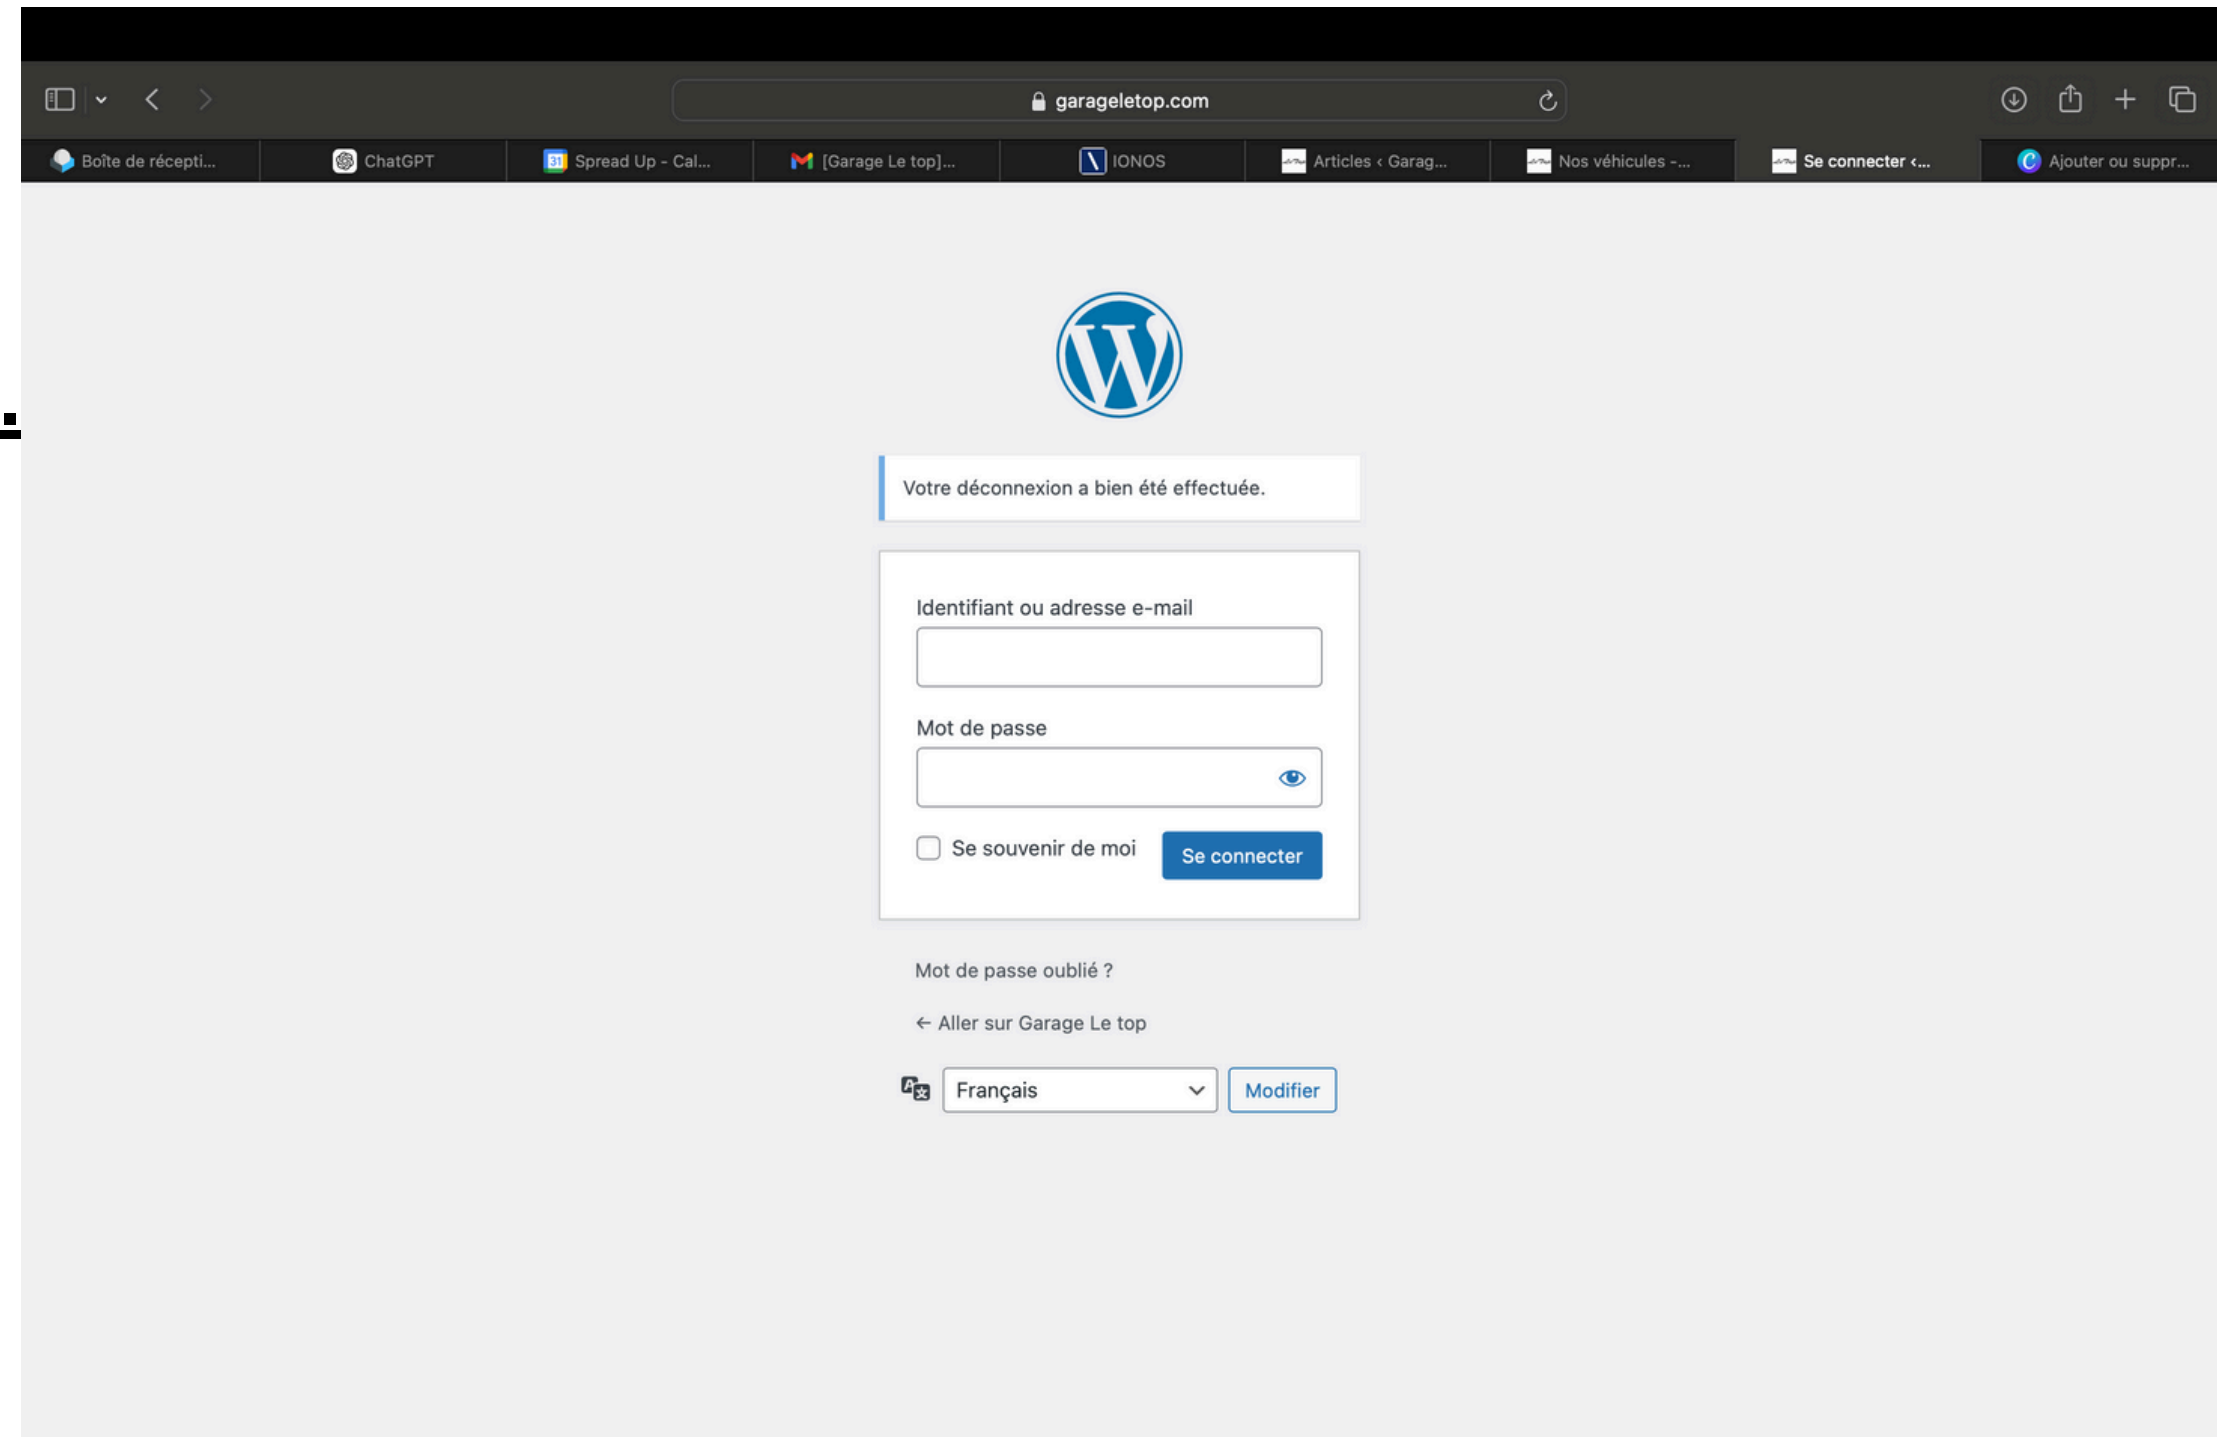 garageletop.com
Boîte de récepti...
ChatGPT
31 Spread Up - Cal...
[Garage Le top]...
IONOS
Articles ‹ Garag...
Nos véhicules -...
Se connecter ‹...
Ajouter ou suppr...
Votre déconnexion a bien été effectuée.
Identifiant ou adresse e-mail
Mot de passe
Se souvenir de moi
Se connecter
Mot de passe oublié ?
← Aller sur Garage Le top
Français
Modifier